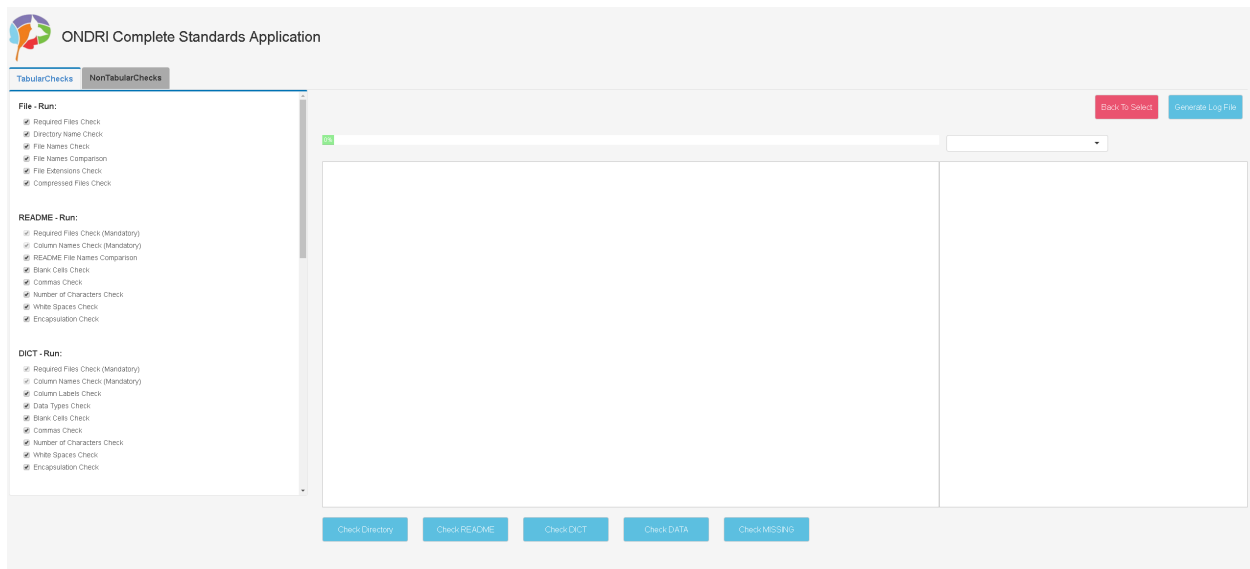 ONDRI Complete Standards Application
TabularChecks
NonTabularChecks
File - Run:
Required Files Check
Directory Name Check
File Names Check
File Names Comparison
File Extensions Check
Compressed Files Check
README - Run:
Required Files Check (Mandatory)
Column Names Check (Mandatory)
README File Names Comparison
Blank Cells Check
Commas Check
Number of Characters Check
White Spaces Check
Encapsulation Check
DICT - Run:
Required Files Check (Mandatory)
Column Names Check (Mandatory)
Column Labels Check
Data Types Check
Blank Cells Check
Commas Check
Number of Characters Check
White Spaces Check
Encapsulation Check
Back To Select
Generate Log File
0%
Check Directory
Check README
Check DICT
Check DATA
Check MISSING